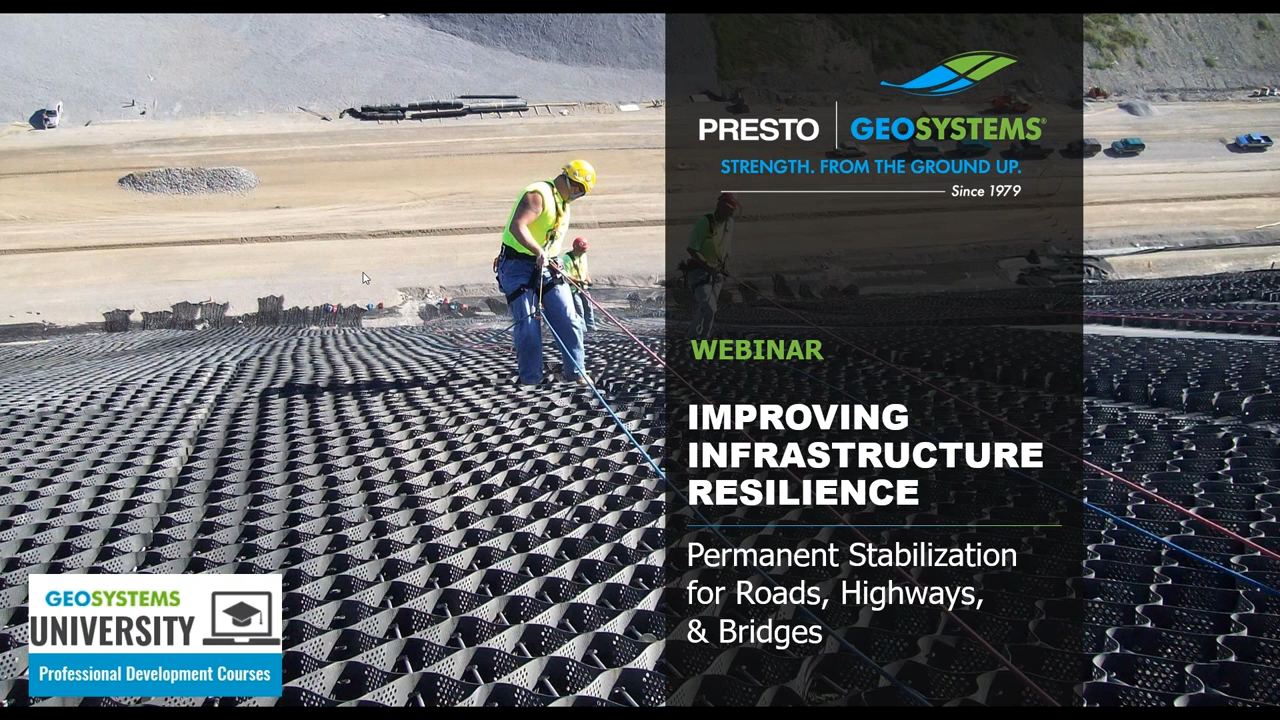 PRESTO GEOSYSTEMS®
STRENGTH. FROM THE GROUND UP.
Since 1979
WEBINAR
IMPROVING
INFRASTRUCTURE
RESILIENCE
Permanent Stabilization
for Roads, Highways,
& Bridges
GEOSYSTEMS
UNIVERSITY
Professional Development Courses